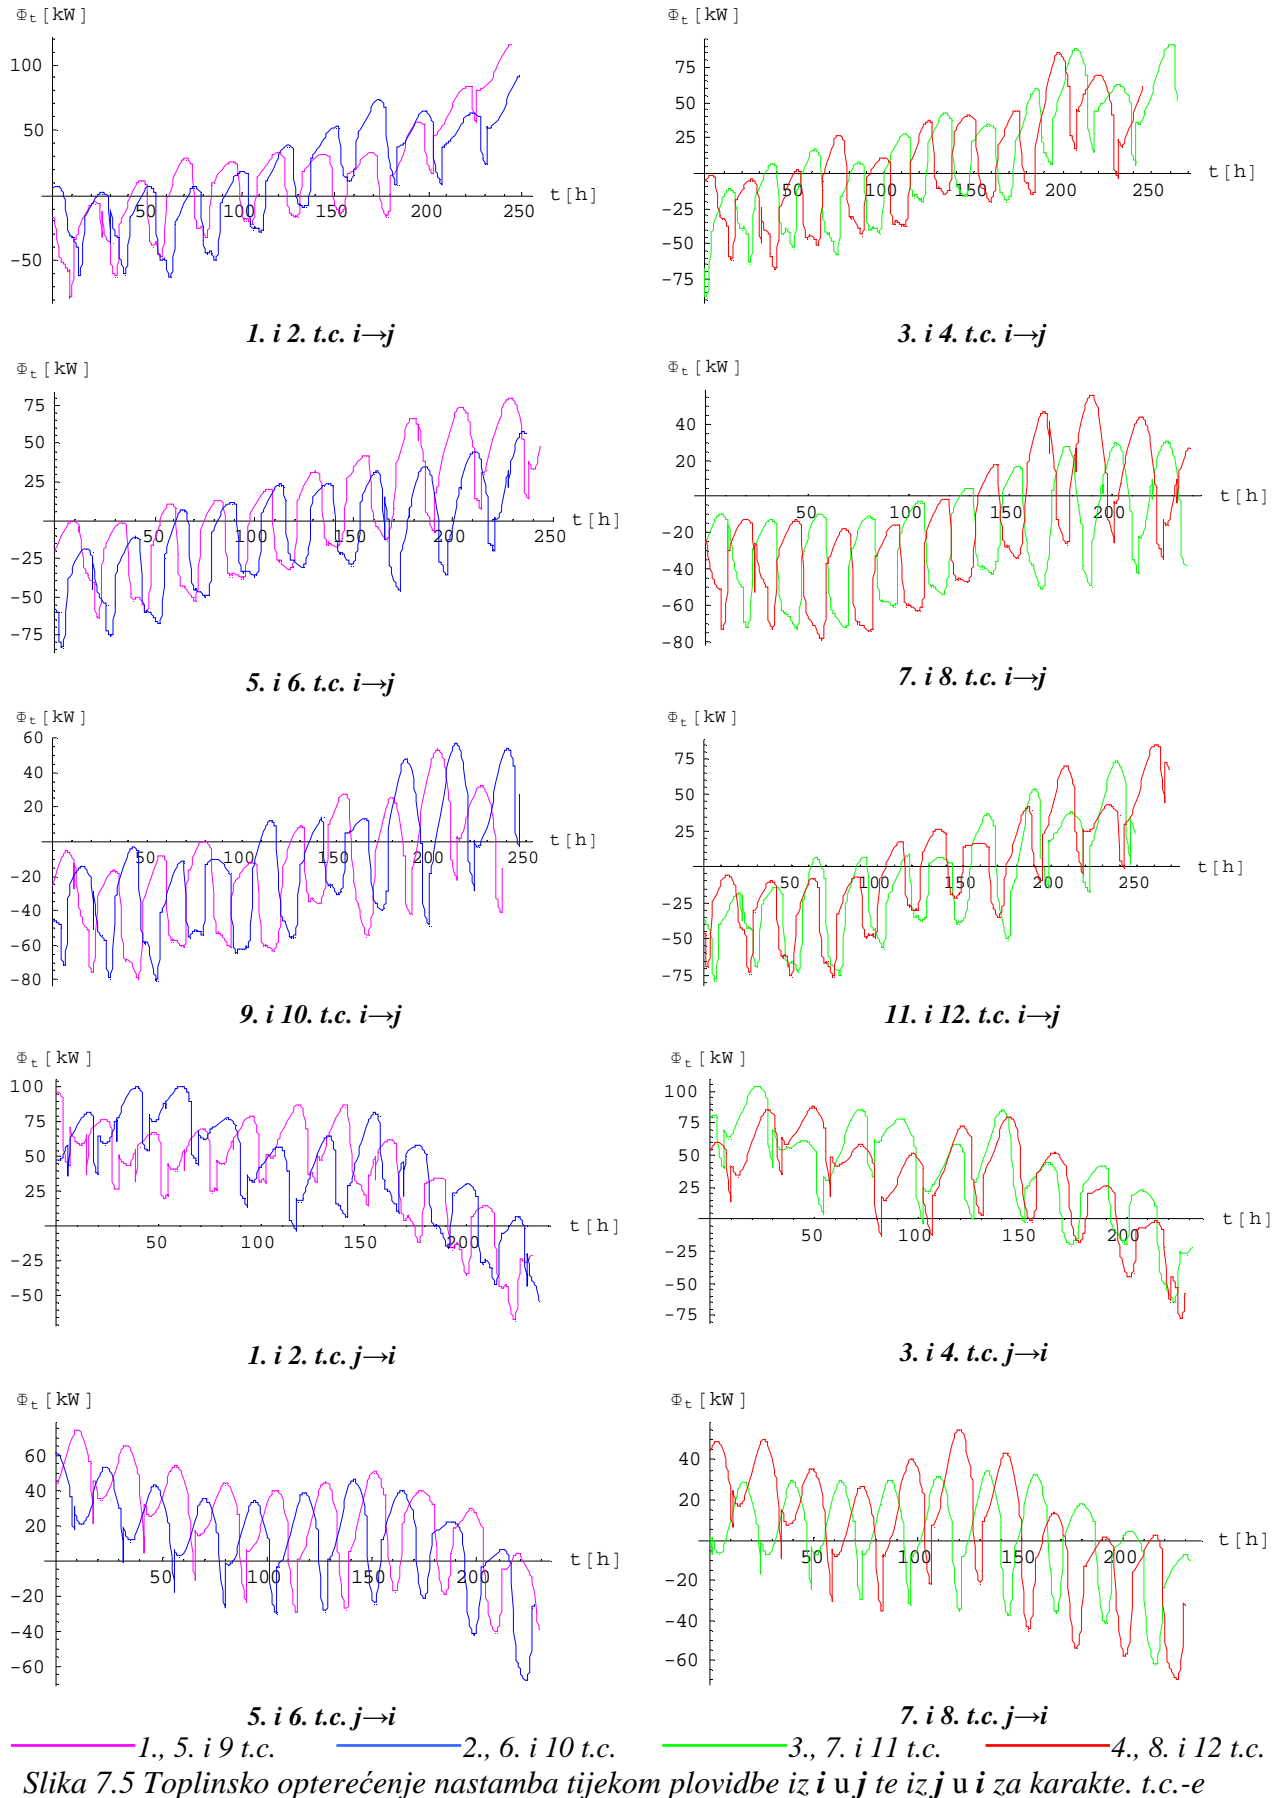 Φt [kW]
100
50
-50
50 100 150 200 250 t[h]
1. i 2. t.c. i→j
Φt [kW]
75
50
25
-25
-50
-75
50 100 150 200 250 t[h]
3. i 4. t.c. i→j
Φt [kW]
75
50
25
-25
-50
-75
50 100 150 200 250 t[h]
5. i 6. t.c. i→j
Φt [kW]
40
20
-20
-40
-60
-80
50 100 150 200 t[h]
7. i 8. t.c. i→j
Φt [kW]
60
40
20
-20
-40
-60
-80
50 100 150 200 250 t[h]
9. i 10. t.c. i→j
Φt [kW]
75
50
25
-25
-50
-75
50 100 150 200 250 t[h]
11. i 12. t.c. i→j
Φt [kW]
100
75
50
25
-25
-50
50 100 150 200 t[h]
1. i 2. t.c. j→i
Φt [kW]
100
75
50
25
-25
-50
-75
50 100 150 200 t[h]
3. i 4. t.c. j→i
Φt [kW]
60
40
20
-20
-40
-60
50 100 150 200 t[h]
5. i 6. t.c. j→i
Φt [kW]
40
20
-20
-40
-60
50 100 150 200 t[h]
7. i 8. t.c. j→i
1., 5. i 9 t.c. 2., 6. i 10 t.c. 3., 7. i 11 t.c. 4., 8. i 12 t.c.
Slika 7.5 Toplinsko opterećenje nastamba tijekom plovidbe iz i u j te iz j u i za karakte. t.c.-e